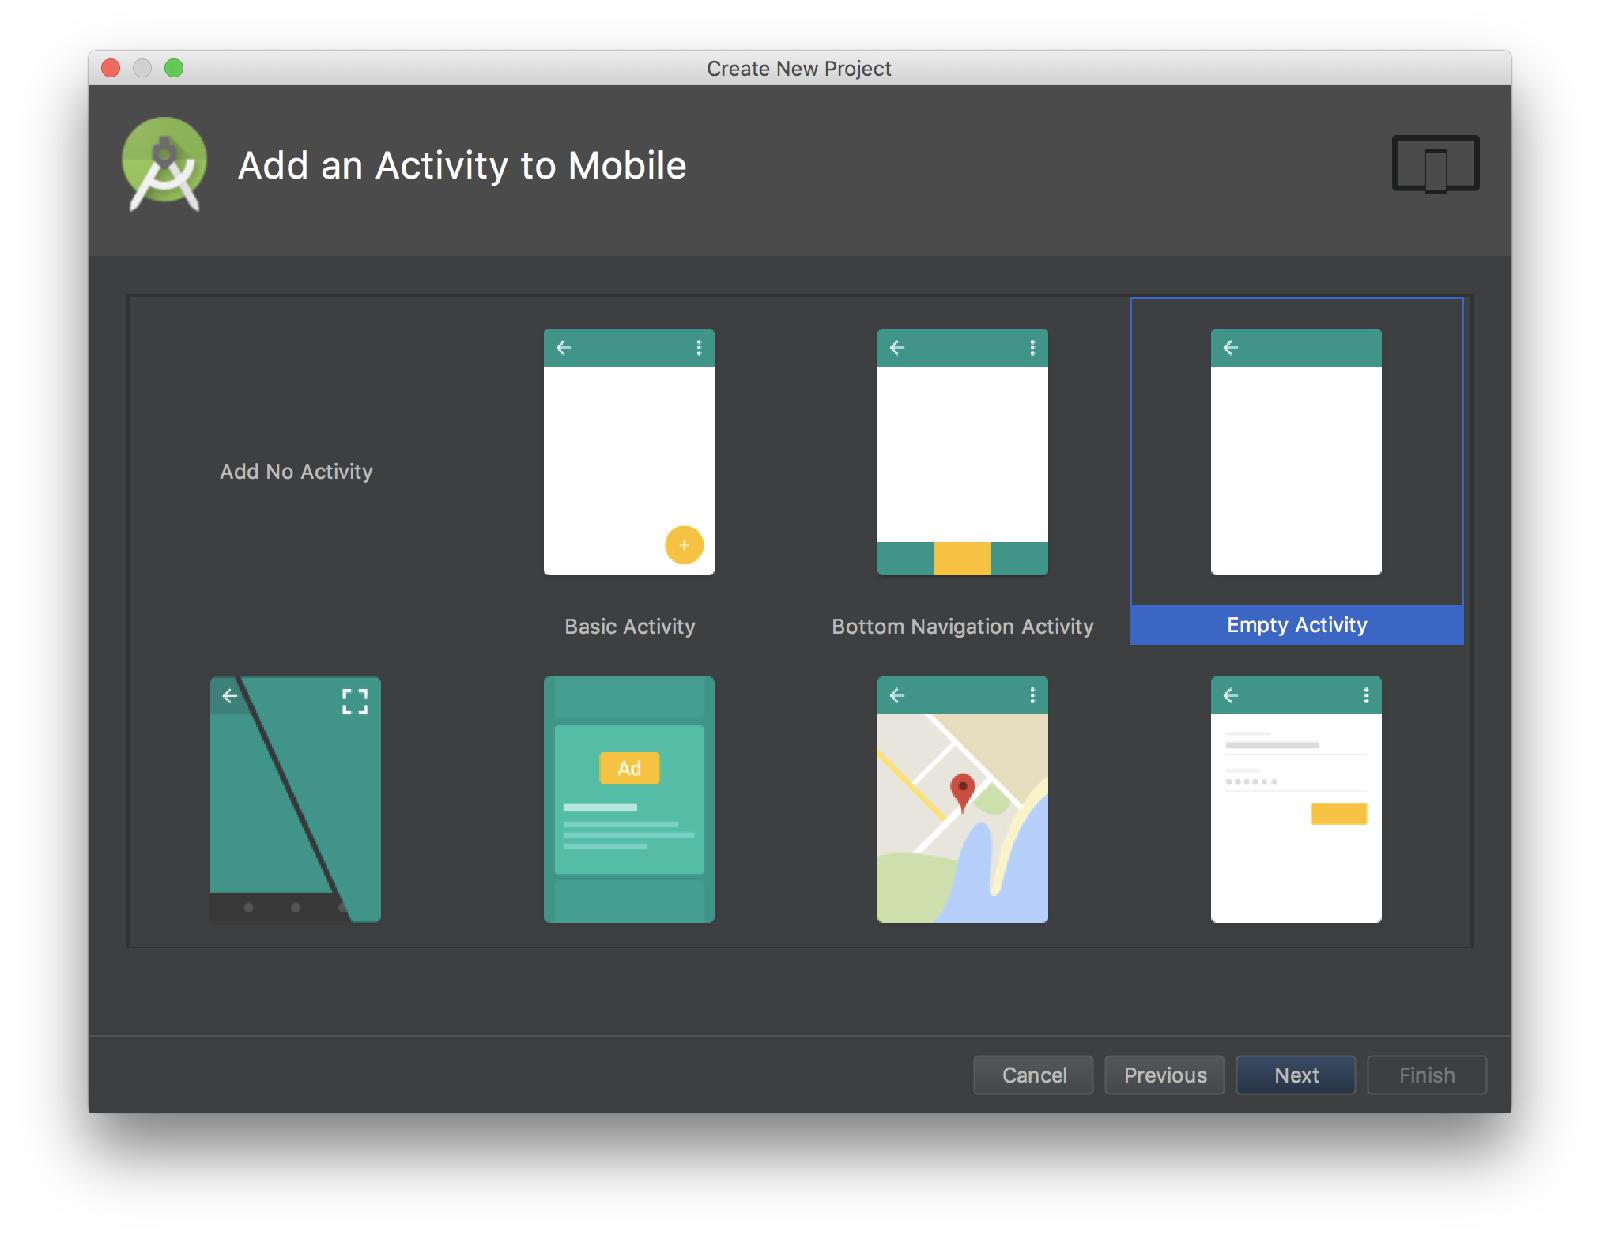 Create New Project
Add an Activity to Mobile
Add No Activity
+
Basic Activity
Bottom Navigation Activity
Empty Activity
Ad
Cancel
Previous
Next
Finish